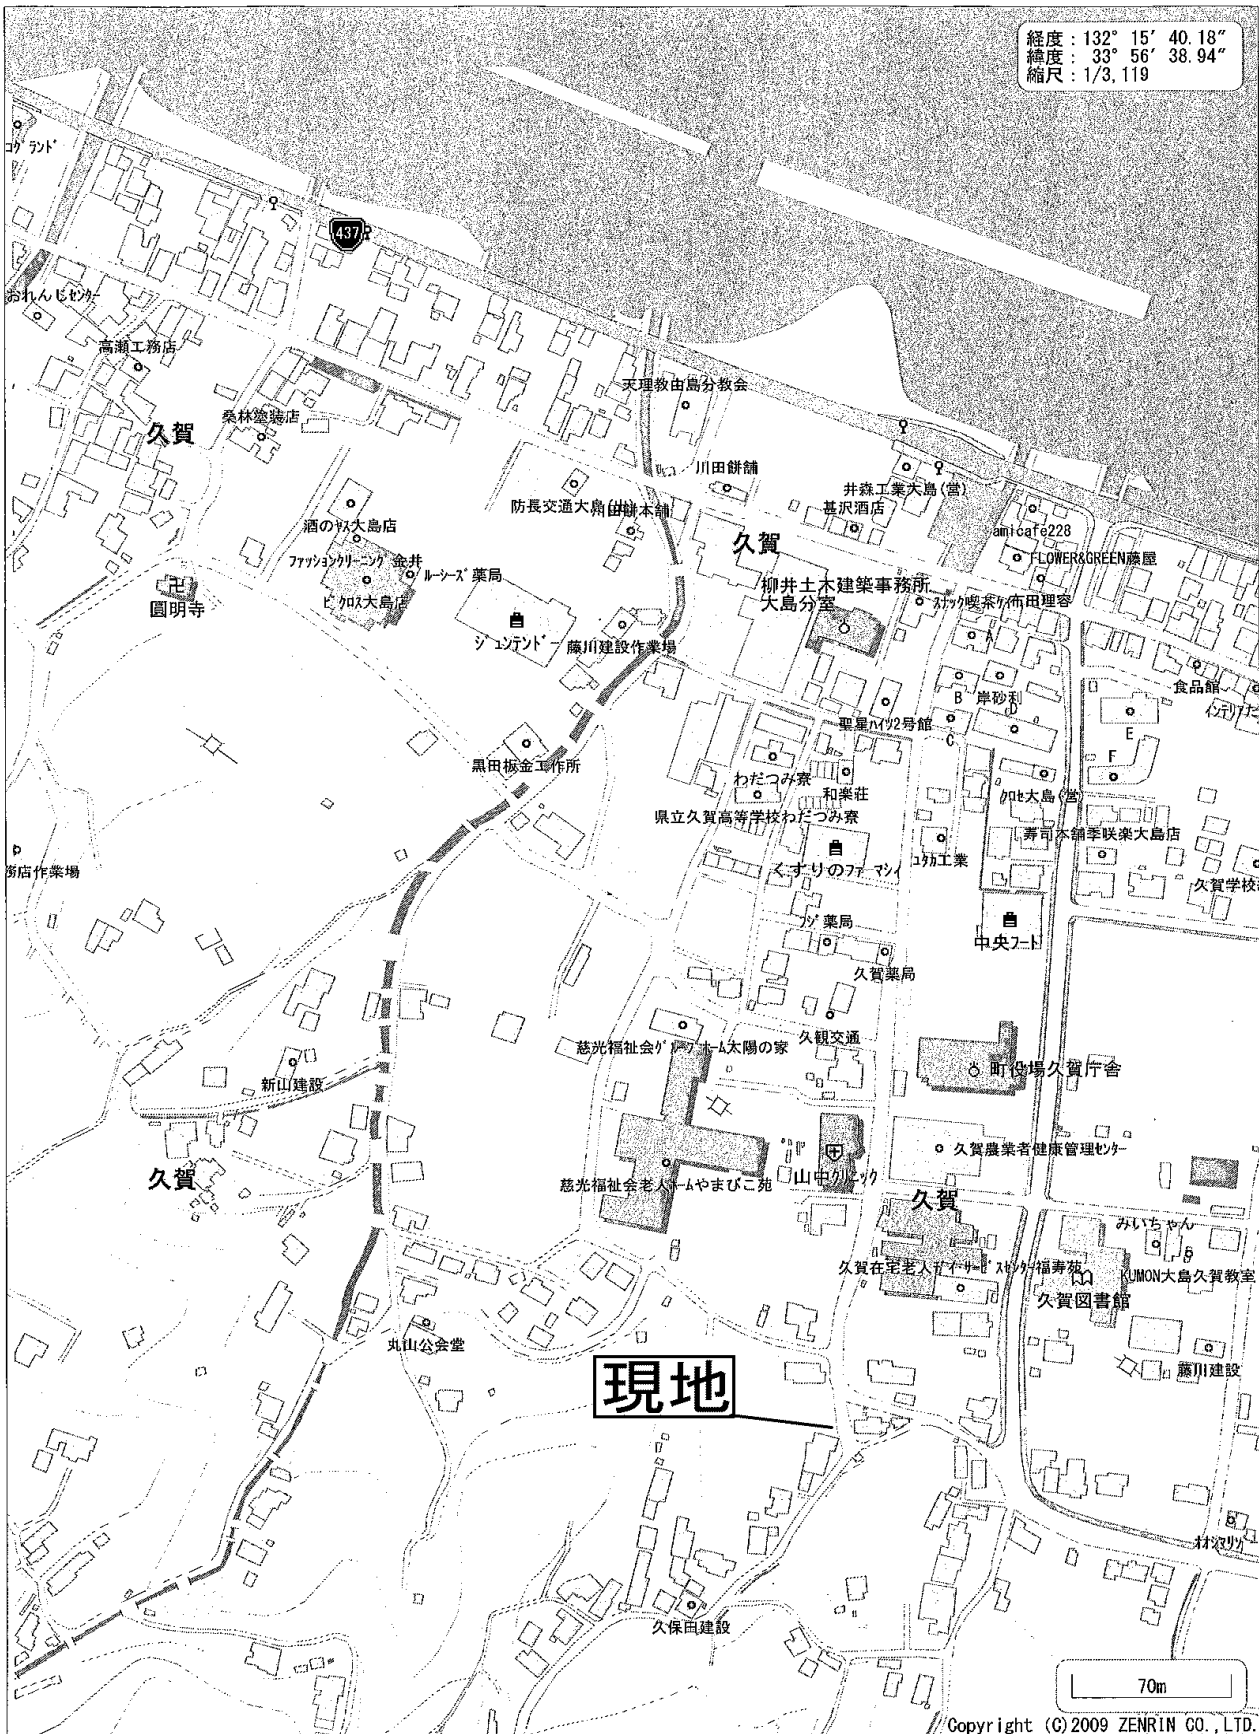 経度：132° 15′ 40.18″
緯度： 33° 56′ 38.94″
縮尺：1/3,119
437
おれんじセンター
高瀬工務店
久賀
桑林塗装店
天理教由島分教会
川田餅舗
防長交通大島(出)
川田餅本舗
井森工業大島(営)
甚沢酒店
久賀
amicafe228
FLOWER&GREEN藤屋
酒のヤス大島店
ファッションクリーニング金井
ルーシーズ薬局
ピクロス大島店
圓明寺
ジュンテンドー
藤川建設作業場
柳井土木建築事務所
大島分室
スナック喫茶ケイ
布田理容
A
B
岸砂利
D
C
食品館
E
F
聖星ハイツ2号館
黒田板金工作所
わだつみ寮
和楽荘
県立久賀高等学校わだつみ寮
クロセ大島(営)
寿司本舗季咲楽大島店
くすりのファーマシィ
ユタカ工業
務店作業場
久賀学校
フジ薬局
中央フード
久賀薬局
久観交通
慈光福祉会グループホーム太陽の家
新山建設
町役場久賀庁舎
久賀農業者健康管理センター
久賀
慈光福祉会老人ホームやまびこ苑
山中クリニック
久賀
みいちゃん
久賀在宅老人デイ・サービスセンター福寿苑
KUMON大島久賀教室
久賀図書館
丸山公会堂
藤川建設
現地
久保田建設
70m
Copyright (C)2009 ZENRIN CO.,LTD.